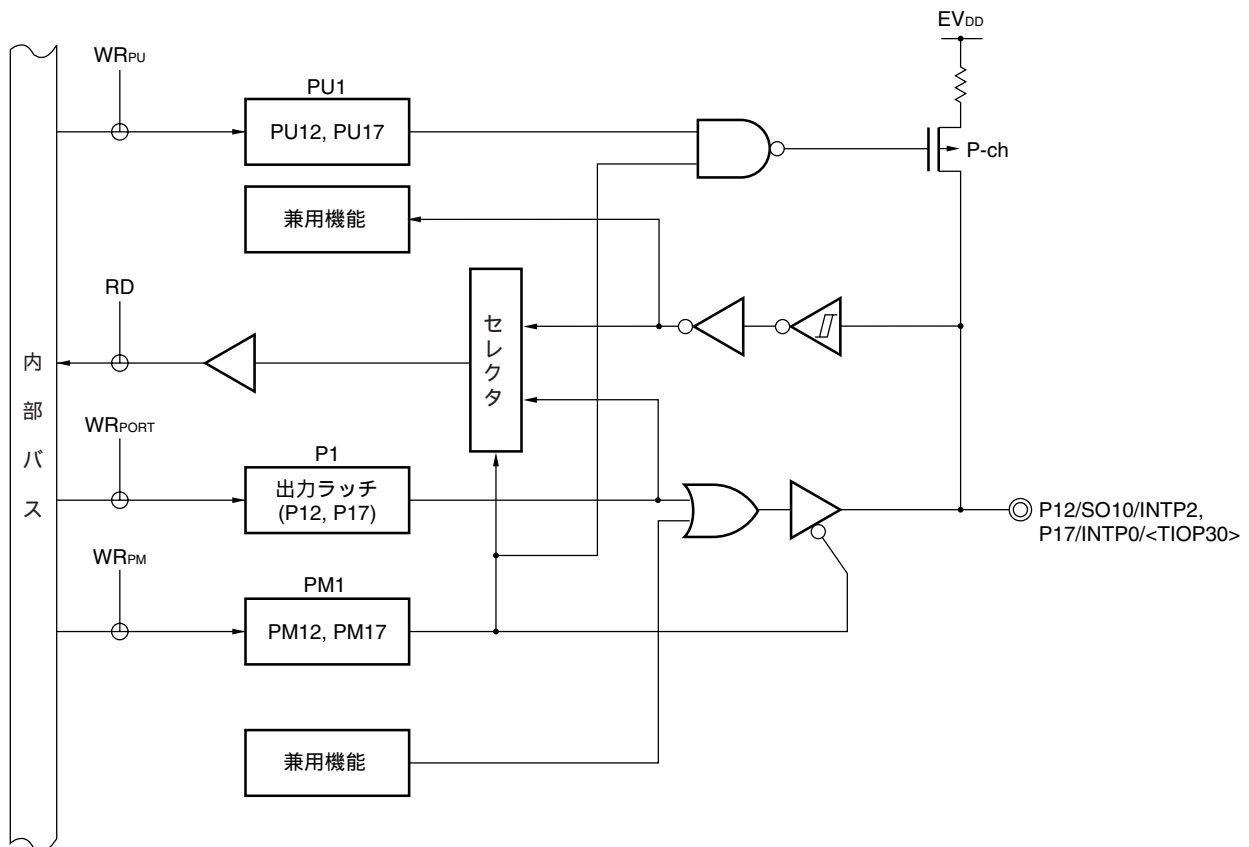 EVDD
WRPU
PU1
PU12, PU17
P-ch
兼用機能
RD
セレクタ
内部バス
WRPORT
P1
出力ラッチ
(P12, P17)
P12/SO10/INTP2,
P17/INTP0/<TIOP30>
WRPM
PM1
PM12, PM17
兼用機能